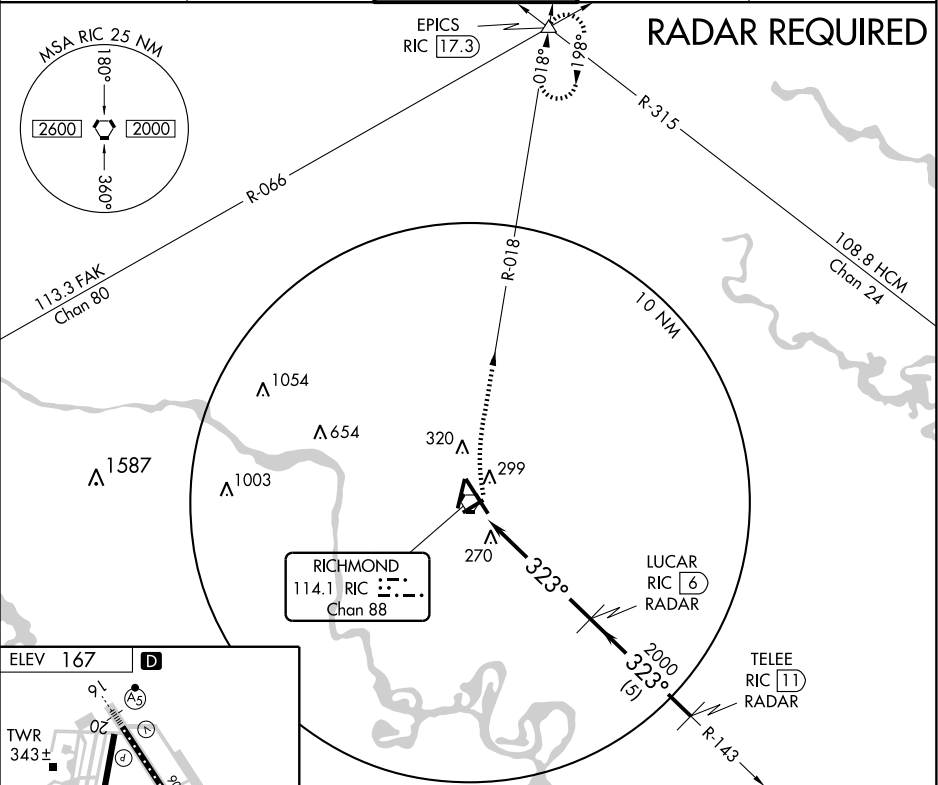 RADAR REQUIRED
EPICS
RIC 17.3
MSA RIC 25 NM
180°
2600
2000
360°
018°
198°
R-315
R-066
R-018
113.3 FAK
Chan 80
108.8 HCM
Chan 24
10 NM
1054
654
320
299
1587
1003
270
RICHMOND
114.1 RIC
Chan 88
323°
LUCAR
RIC 6
RADAR
2000
323°
(5)
TELEE
RIC 11
RADAR
R-143
ELEV 167 D
16
A5
20
K
P
TWR
343±